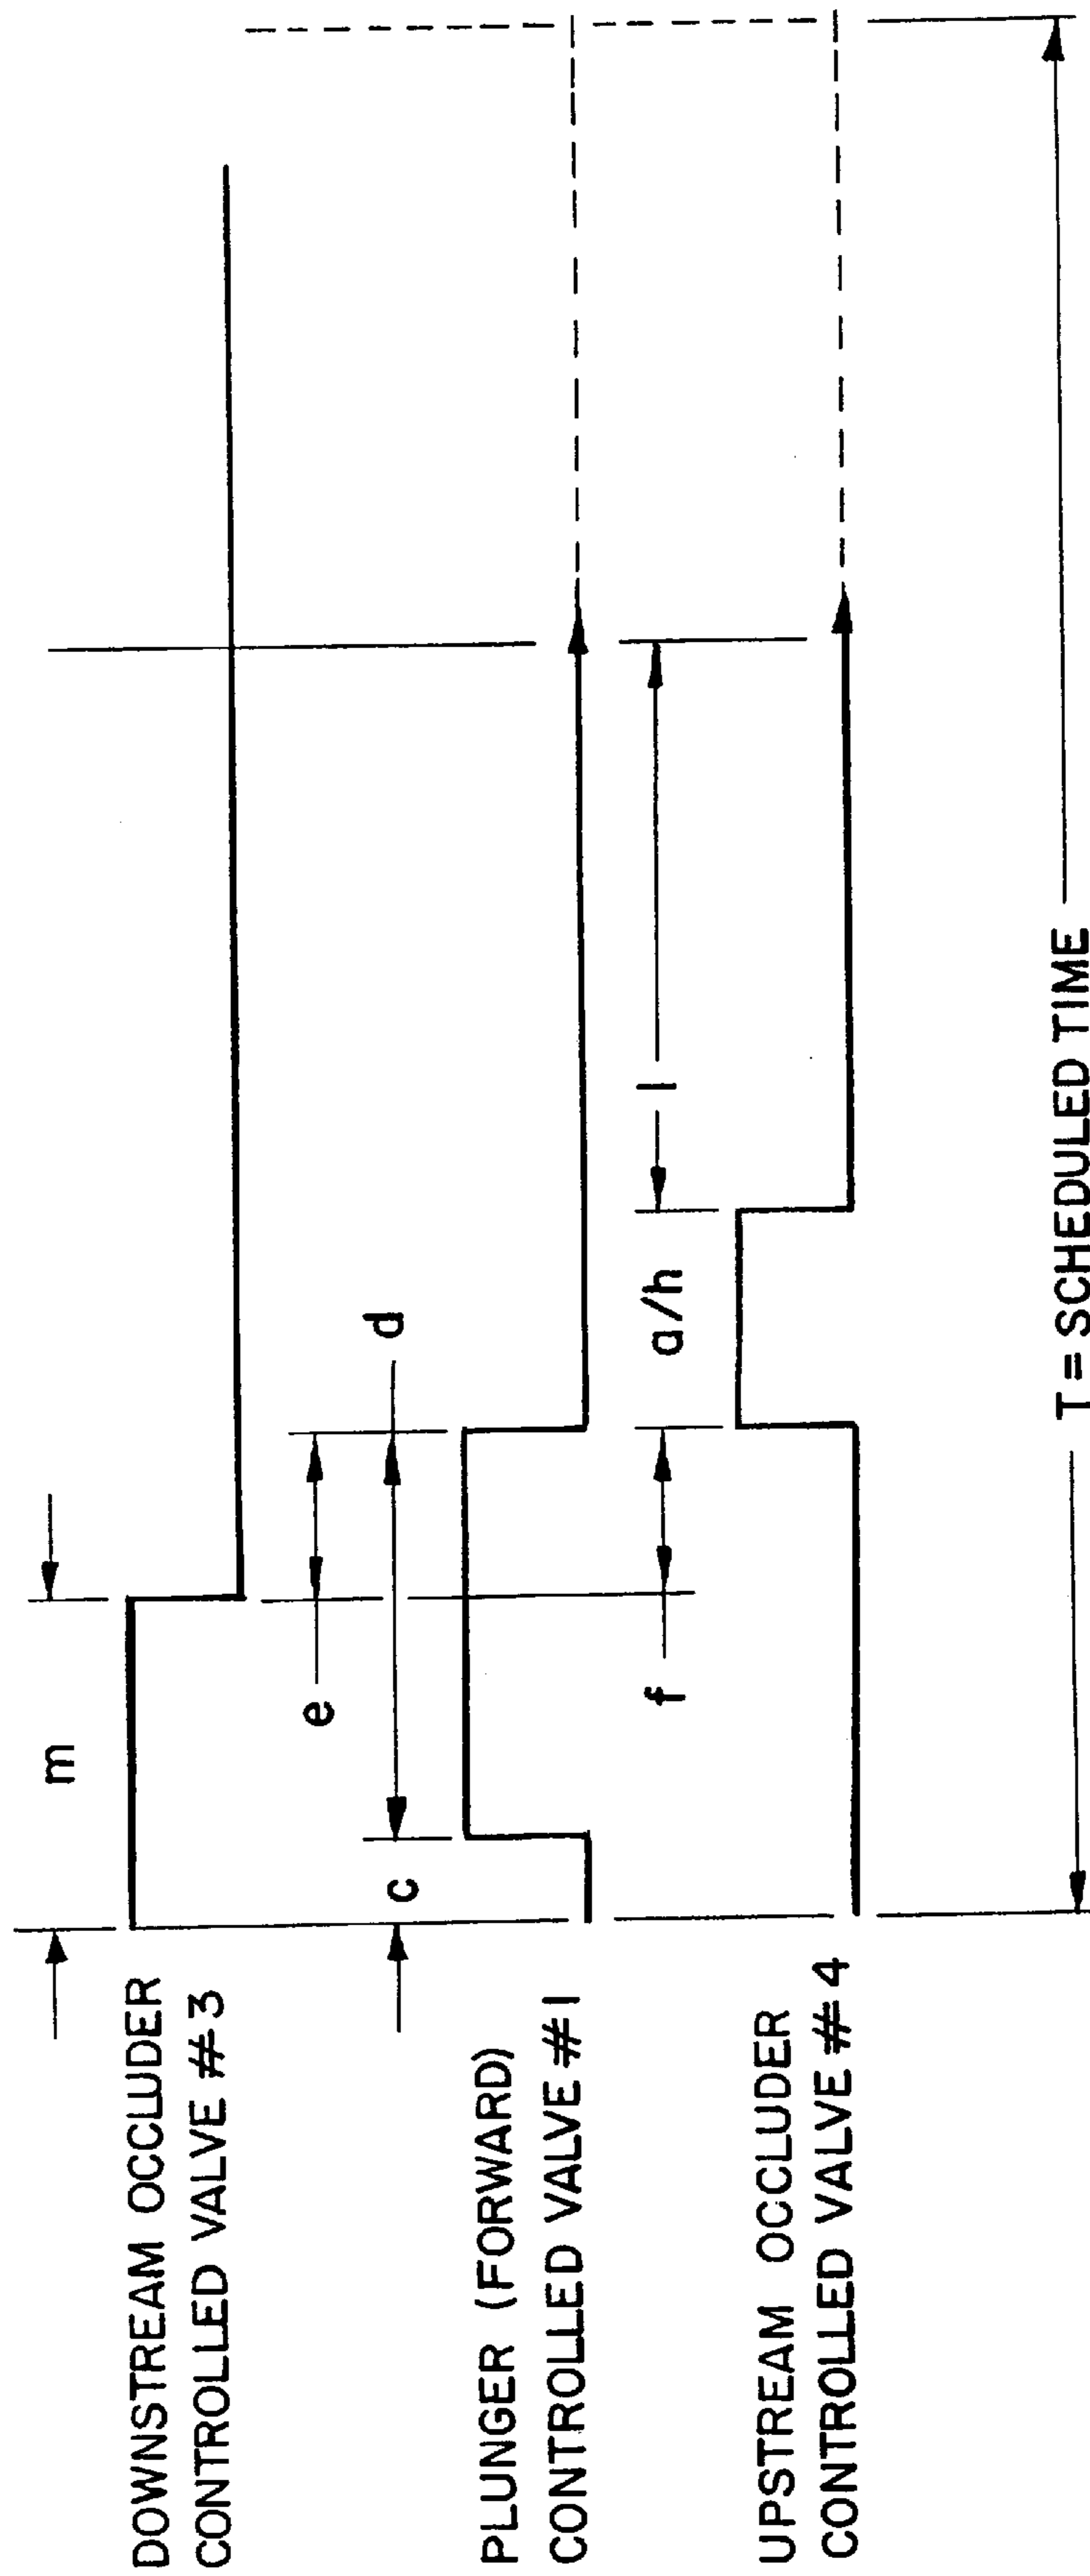 m
DOWNSTREAM OCCLUDER
CONTROLLED VALVE #3
e
d
c
PLUNGER (FORWARD)
CONTROLLED VALVE #1
f
a/h
l
UPSTREAM OCCLUDER
CONTROLLED VALVE #4
T = SCHEDULED TIME